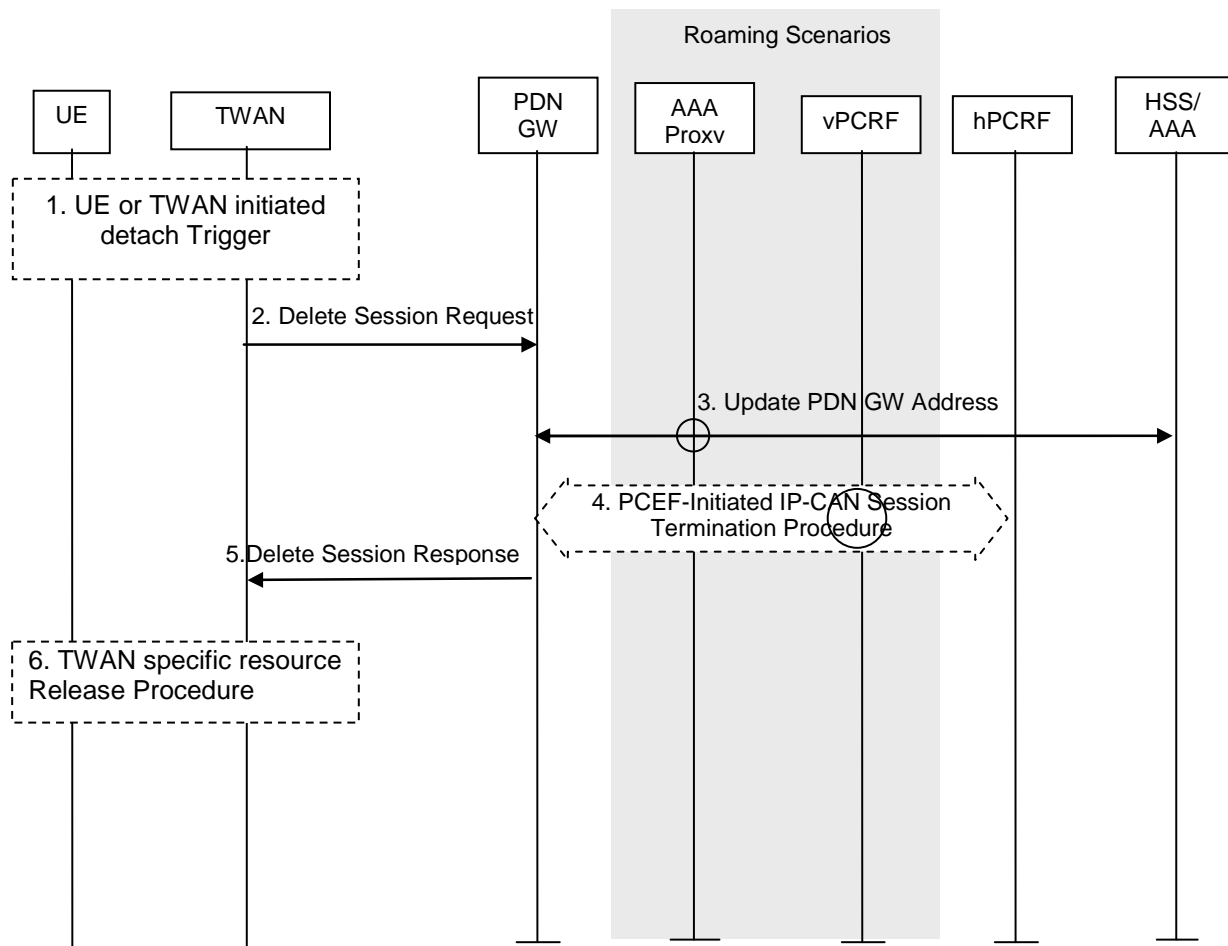 Roaming Scenarios
UE
TWAN
PDN
GW
AAA
Proxv
vPCRF
hPCRF
HSS/
AAA
1. UE or TWAN initiated
detach Trigger
2. Delete Session Request
3. Update PDN GW Address
4. PCEF-Initiated IP-CAN Session
Termination Procedure
5.Delete Session Response
6. TWAN specific resource
Release Procedure